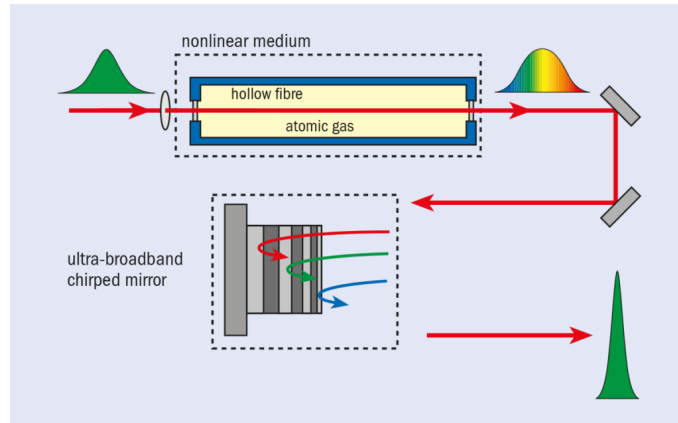 nonlinear medium
hollow fibre
atomic gas
ultra-broadband
chirped mirror